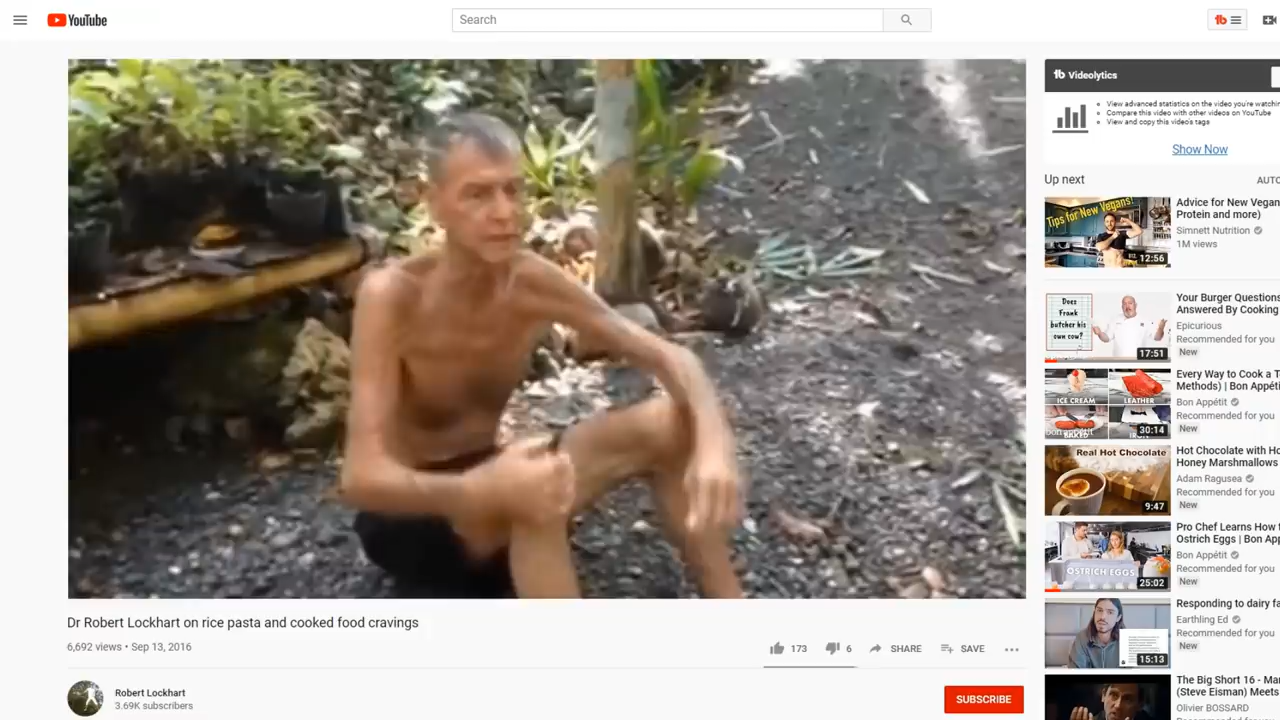 YouTube
Search
Videolytics
View advanced statistics on the video you're watchin
Compare this video with other videos on YouTube
View and copy this video's tags
Show Now
Up next
AUTO
Tips for New Vegans!
12:56
Advice for New Vegan
Protein and more)
Simnett Nutrition
1M views
Does
Frank
butcher his
own cow?
17:51
Your Burger Questions
Answered By Cooking
Epicurious
Recommended for you
New
ICE CREAM
LEATHER
bon appétit
BAKED
30:14
Every Way to Cook a T
Methods) | Bon Appéti
Bon Appétit
Recommended for you
New
Real Hot Chocolate
9:47
Hot Chocolate with Ho
Honey Marshmallows
Adam Ragusea
Recommended for you
New
OSTRICH EGGS
25:02
Pro Chef Learns How t
Ostrich Eggs | Bon App
Bon Appétit
Recommended for you
New
15:13
Responding to dairy fa
Earthling Ed
Recommended for you
New
The Big Short 16 - Mar
(Steve Eisman) Meets
Olivier BOSSARD
Dr Robert Lockhart on rice pasta and cooked food cravings
6,692 views • Sep 13, 2016
173
6
SHARE
SAVE
Robert Lockhart
3.69K subscribers
SUBSCRIBE